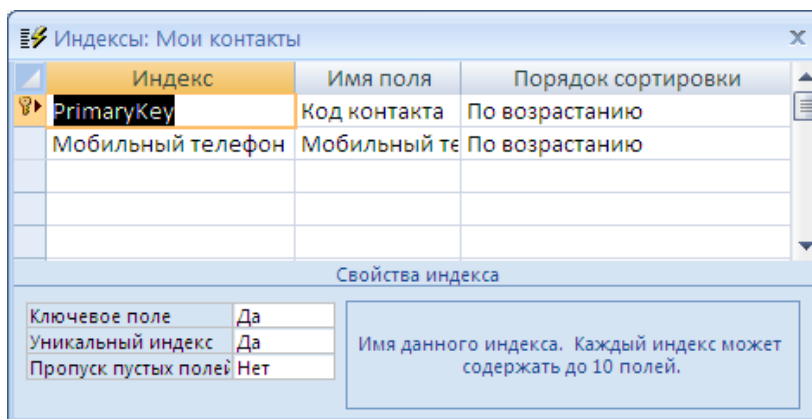 Индексы: Мои контакты
Индекс Имя поля Порядок сортировки
PrimaryKey Код контакта По возрастанию
Мобильный телефон Мобильный те По возрастанию
Свойства индекса
Ключевое поле Да
Уникальный индекс Да
Пропуск пустых полей Нет
Имя данного индекса. Каждый индекс может
содержать до 10 полей.